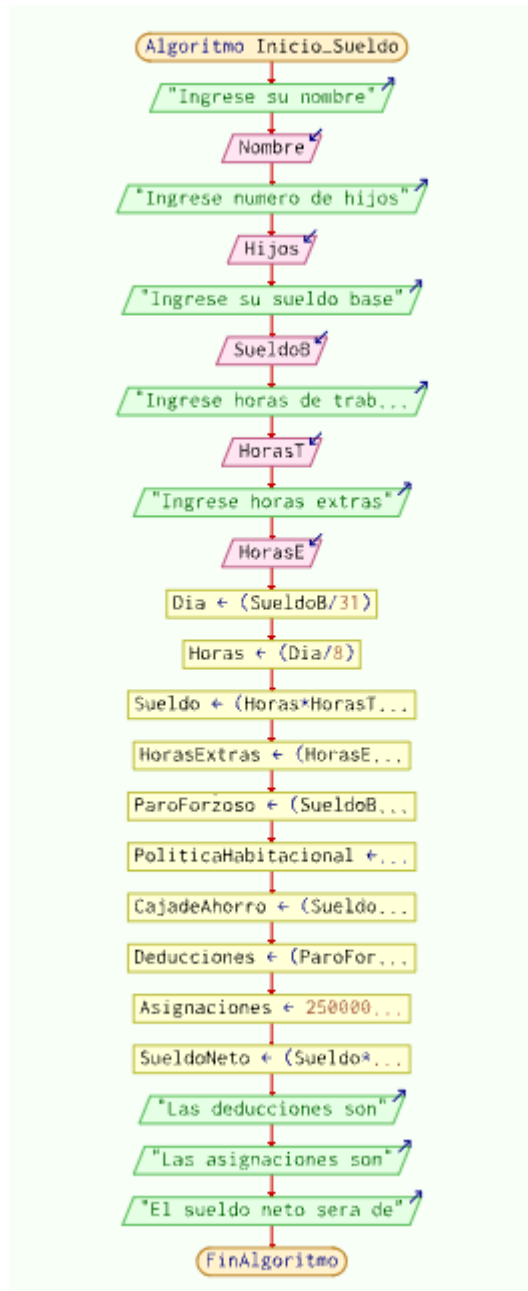 Algoritmo Inicio_Sueldo
"Ingrese su nombre"
Nombre
"Ingrese numero de hijos"
Hijos
"Ingrese su sueldo base"
SueldoB
"Ingrese horas de trab...
HorasT
"Ingrese horas extras"
HorasE
Dia ← (SueldoB/31)
Horas ← (Dia/8)
Sueldo ← (Horas*HorasT...
HorasExtras ← (HorasE...
ParoForzoso ← (SueldoB...
PoliticaHabitacional ←...
CajadeAhorro ← (Sueldo...
Deducciones ← (ParoFor...
Asignaciones ← 250000...
SueldoNeto ← (Sueldo*...
"Las deducciones son"
"Las asignaciones son"
"El sueldo neto sera de"
FinAlgoritmo